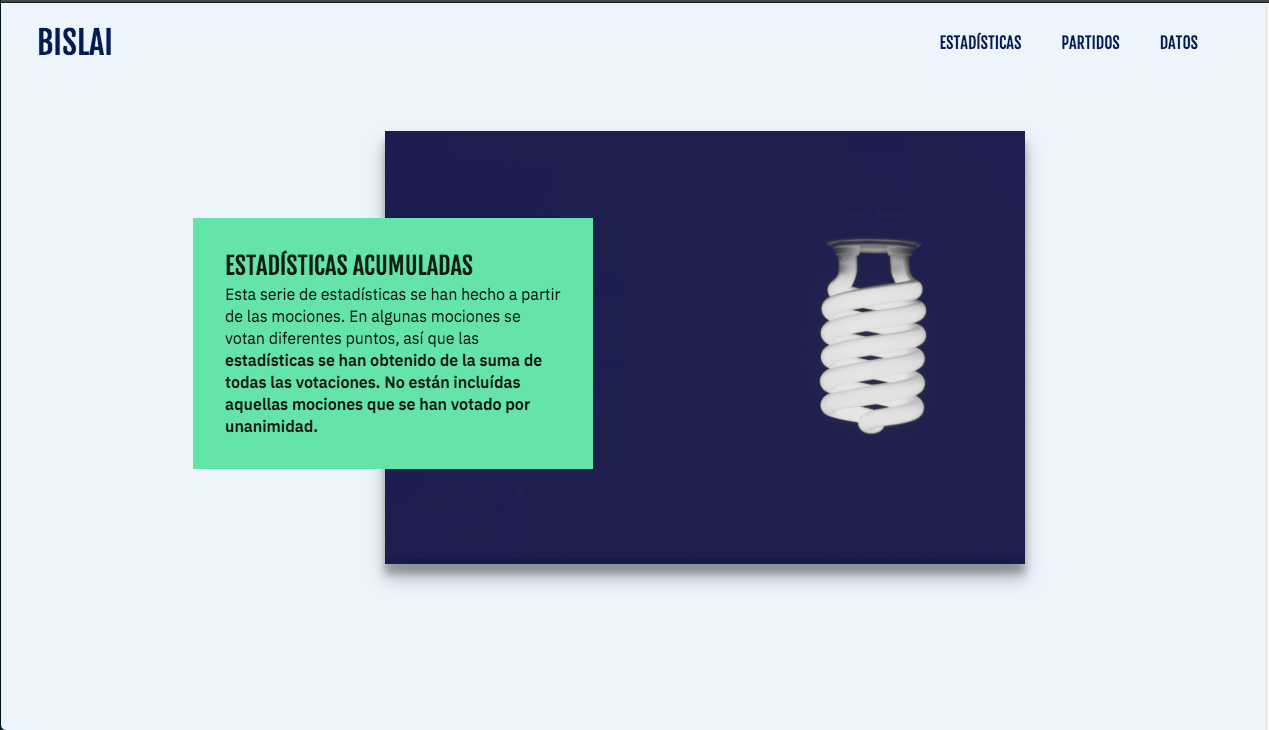 BISLAI
ESTADÍSTICAS PARTIDOS DATOS
ESTADÍSTICAS ACUMULADAS
Esta serie de estadísticas se han hecho a partir
de las mociones. En algunas mociones se
votan diferentes puntos, así que las
estadísticas se han obtenido de la suma de
todas las votaciones. No están incluídas
aquellas mociones que se han votado por
unanimidad.